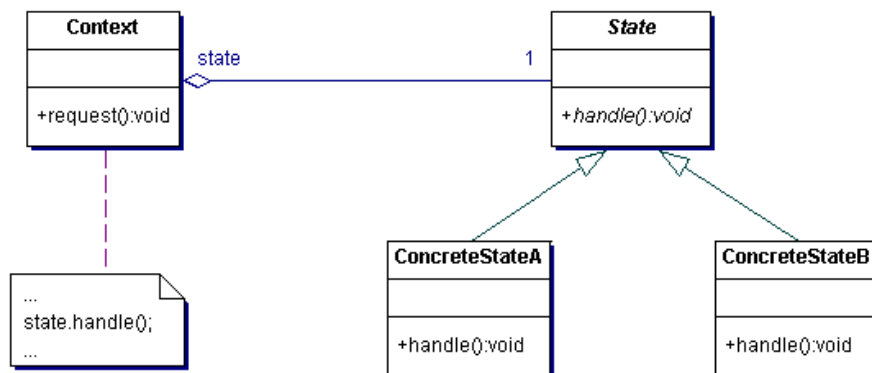 Context
State
state
1
+request():void
+handle():void
ConcreteStateA
ConcreteStateB
...
state.handle();
...
+handle():void
+handle():void